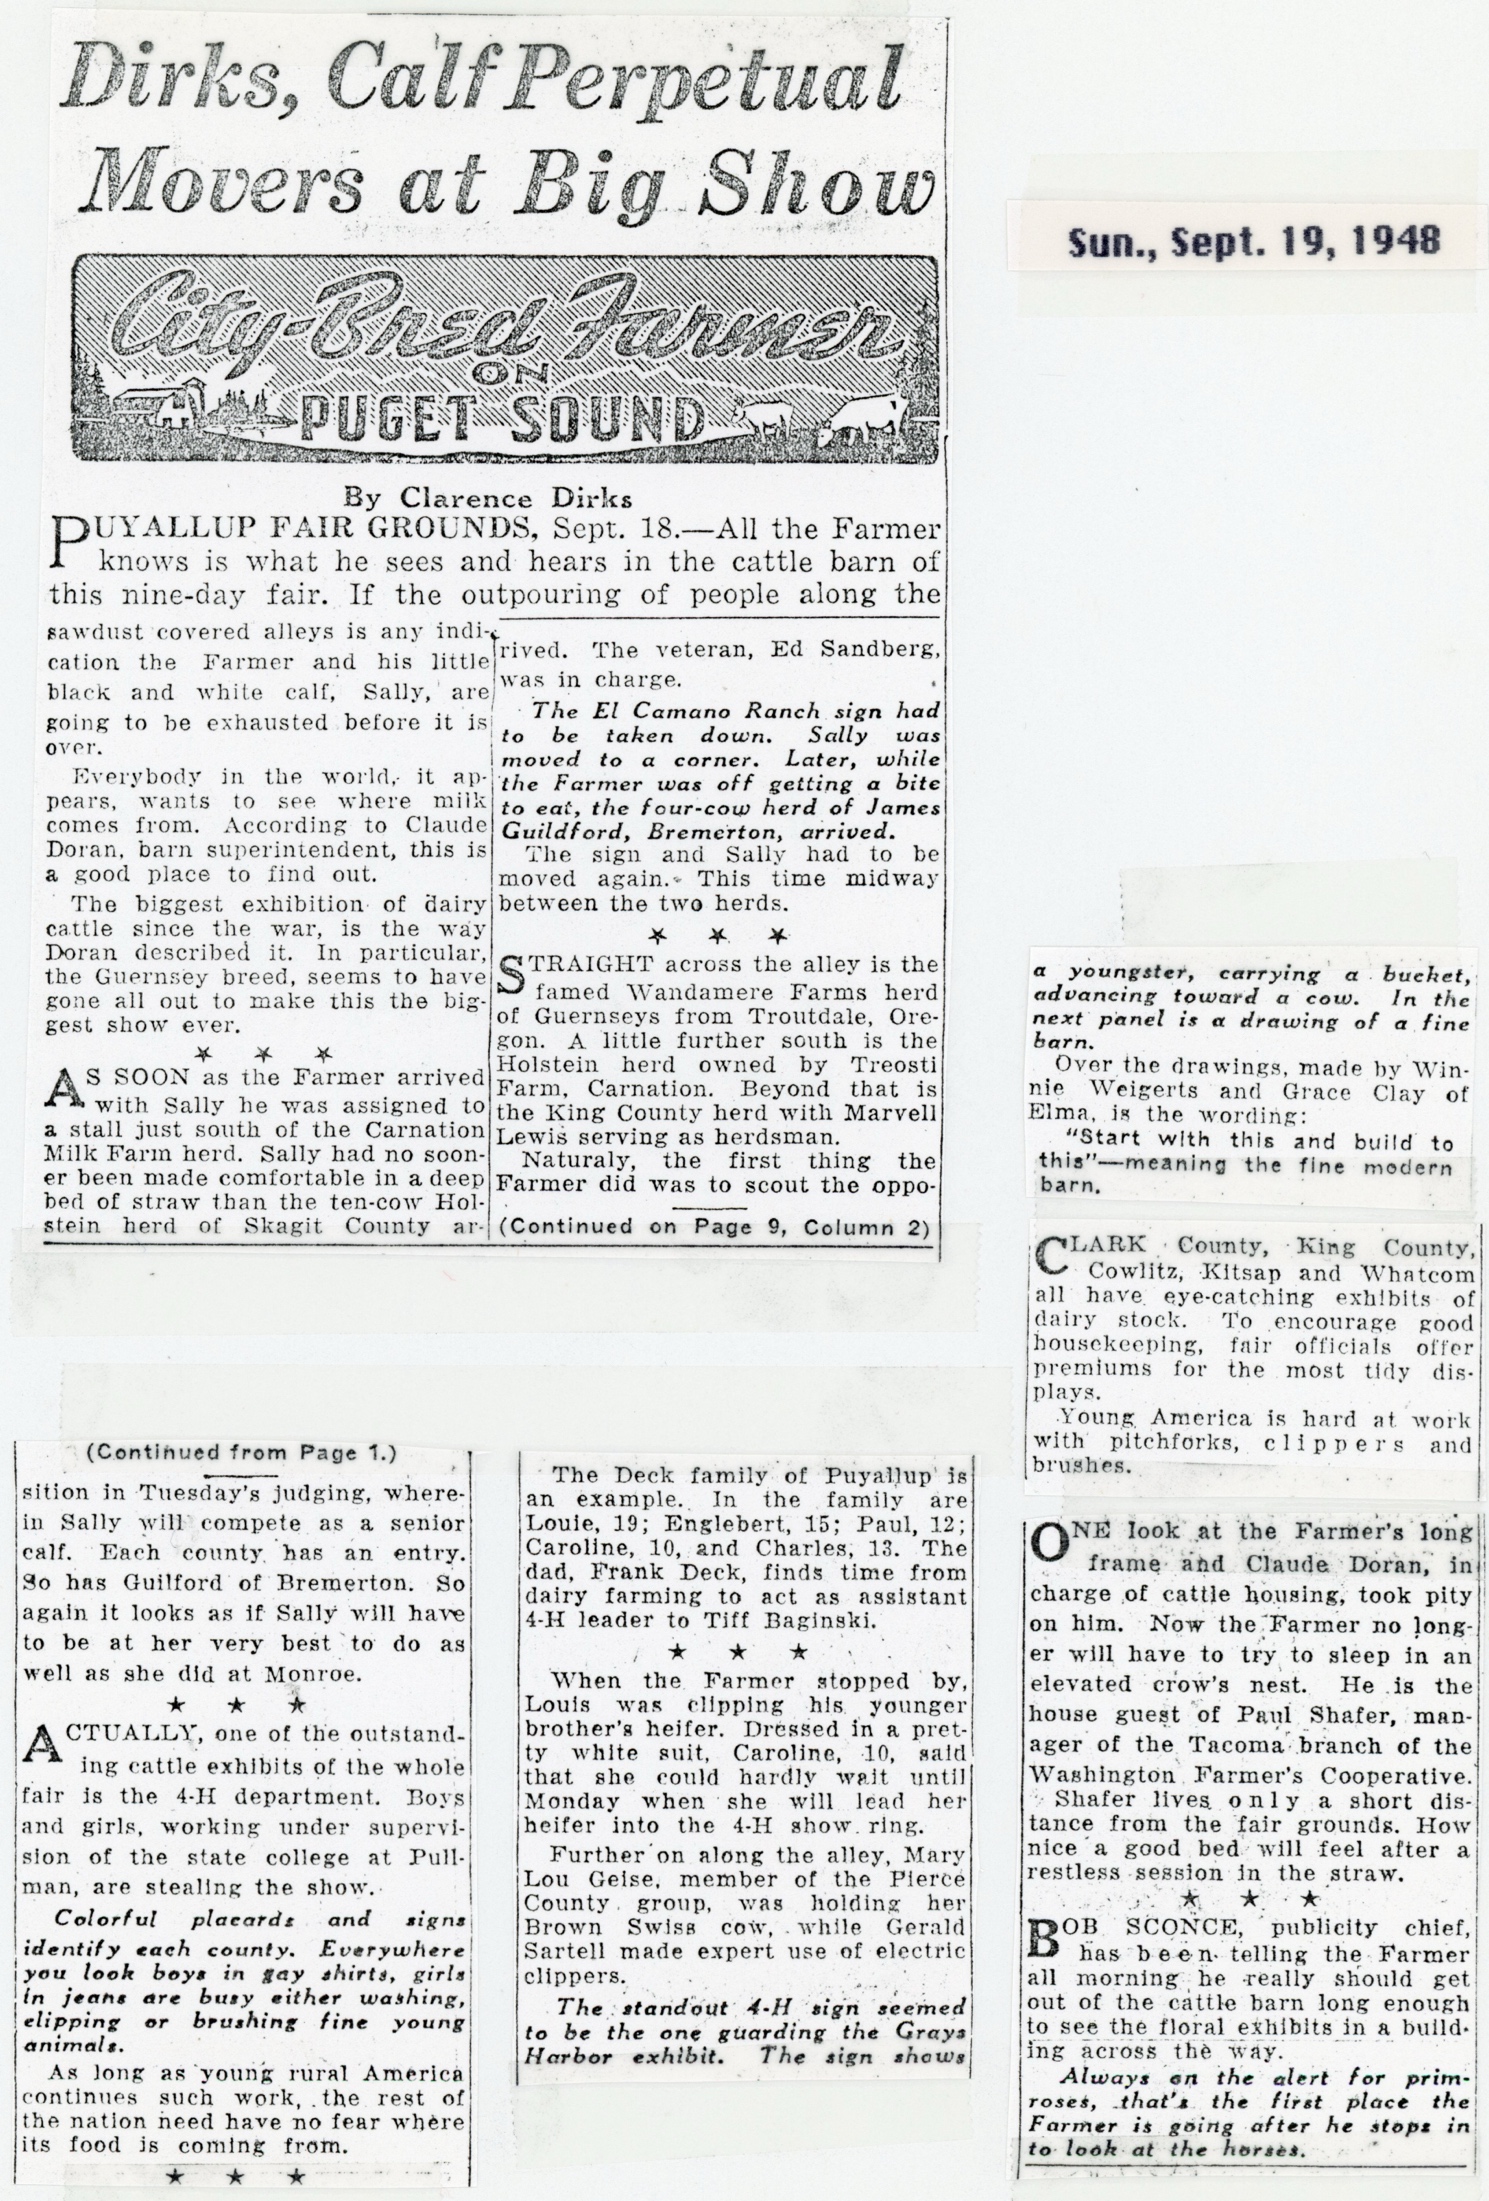 Dirks, Calf Perpetual
Movers at Big Show
Sun., Sept. 19, 1948
City-Bred Farmer
ON
PUGET SOUND
By Clarence Dirks
PUYALLUP FAIR GROUNDS, Sept. 18.—All the Farmer
knows is what he sees and hears in the cattle barn of
this nine-day fair. If the outpouring of people along the
sawdust covered alleys is any indi-
cation the Farmer and his little
black and white calf, Sally, are
going to be exhausted before it is
over.
Everybody in the world, it ap-
pears, wants to see where milk
comes from. According to Claude
Doran, barn superintendent, this is
a good place to find out.
The biggest exhibition of dairy
cattle since the war, is the way
Doran described it. In particular,
the Guernsey breed, seems to have
gone all out to make this the big-
gest show ever.
★ ★ ★
AS SOON as the Farmer arrived
with Sally he was assigned to
a stall just south of the Carnation
Milk Farm herd. Sally had no soon-
er been made comfortable in a deep
bed of straw than the ten-cow Hol-
stein herd of Skagit County ar-
rived. The veteran, Ed Sandberg,
was in charge.
The El Camano Ranch sign had
to be taken down. Sally was
moved to a corner. Later, while
the Farmer was off getting a bite
to eat, the four-cow herd of James
Guildford, Bremerton, arrived.
The sign and Sally had to be
moved again. This time midway
between the two herds.
★ ★ ★
STRAIGHT across the alley is the
famed Wandamere Farms herd
of Guernseys from Troutdale, Ore-
gon. A little further south is the
Holstein herd owned by Treosti
Farm, Carnation. Beyond that is
the King County herd with Marvell
Lewis serving as herdsman.
Naturaly, the first thing the
Farmer did was to scout the oppo-
(Continued on Page 9, Column 2)
(Continued from Page 1.)
sition in Tuesday's judging, where-
in Sally will compete as a senior
calf. Each county has an entry.
So has Guilford of Bremerton. So
again it looks as if Sally will have
to be at her very best to do as
well as she did at Monroe.
★ ★ ★
ACTUALLY, one of the outstand-
ing cattle exhibits of the whole
fair is the 4-H department. Boys
and girls, working under supervi-
sion of the state college at Pull-
man, are stealing the show.
Colorful placards and signs
identify each county. Everywhere
you look boys in gay shirts, girls
in jeans are busy either washing,
clipping or brushing fine young
animals.
As long as young rural America
continues such work, the rest of
the nation need have no fear where
its food is coming from.
★ ★ ★
The Deck family of Puyallup is
an example. In the family are
Louie, 19; Englebert, 15; Paul, 12;
Caroline, 10, and Charles, 13. The
dad, Frank Deck, finds time from
dairy farming to act as assistant
4-H leader to Tiff Baginski.
★ ★ ★
When the Farmer stopped by,
Louis was clipping his younger
brother's heifer. Dressed in a pret-
ty white suit, Caroline, 10, said
that she could hardly wait until
Monday when she will lead her
heifer into the 4-H show ring.
Further on along the alley, Mary
Lou Geise, member of the Pierce
County group, was holding her
Brown Swiss cow, while Gerald
Sartell made expert use of electric
clippers.
The standout 4-H sign seemed
to be the one guarding the Grays
Harbor exhibit. The sign shows
a youngster, carrying a bucket,
advancing toward a cow. In the
next panel is a drawing of a fine
barn.
Over the drawings, made by Win-
nie Weigerts and Grace Clay of
Elma, is the wording:
"Start with this and build to
this"—meaning the fine modern
barn.
CLARK County, King County,
Cowlitz, Kitsap and Whatcom
all have eye-catching exhibits of
dairy stock. To encourage good
housekeeping, fair officials offer
premiums for the most tidy dis-
plays.
Young America is hard at work
with pitchforks, clippers and
brushes.
ONE look at the Farmer's long
frame and Claude Doran, in
charge of cattle housing, took pity
on him. Now the Farmer no long-
er will have to try to sleep in an
elevated crow's nest. He is the
house guest of Paul Shafer, man-
ager of the Tacoma branch of the
Washington Farmer's Cooperative.
Shafer lives only a short dis-
tance from the fair grounds. How
nice a good bed will feel after a
restless session in the straw.
★ ★ ★
BOB SCONCE, publicity chief,
has been telling the Farmer
all morning he really should get
out of the cattle barn long enough
to see the floral exhibits in a build-
ing across the way.
Always on the alert for prim-
roses, that's the first place the
Farmer is going after he stops in
to look at the horses.